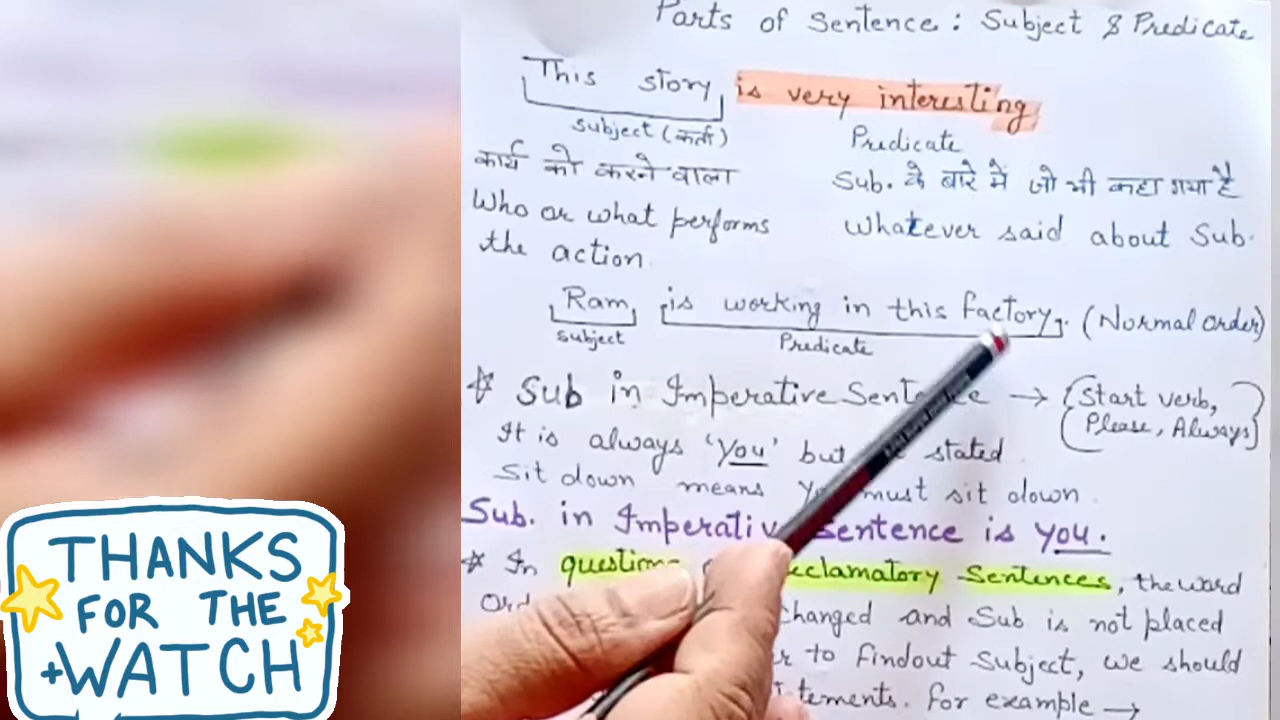 Parts of Sentence: Subject & Predicate
This story is very interesting
Subject (कर्ता) Predicate
कार्य को करने वाला
Who or what performs
the action.
Sub. के बारे में जो भी कहा गया है
Whatever said about Sub.
Ram is working in this factory. (Normal Order)
Subject Predicate
☆ Sub in Imperative Sentence → (Start verb,
Please, Always)
It is always 'You' but stated
Sit down means must sit down.
Sub. in Imperative Sentence is you.
* In questions exclamatory Sentences, the word
changed and Sub is not placed
to findout Subject, we should
For example →
THANKS
FOR THE
WATCH